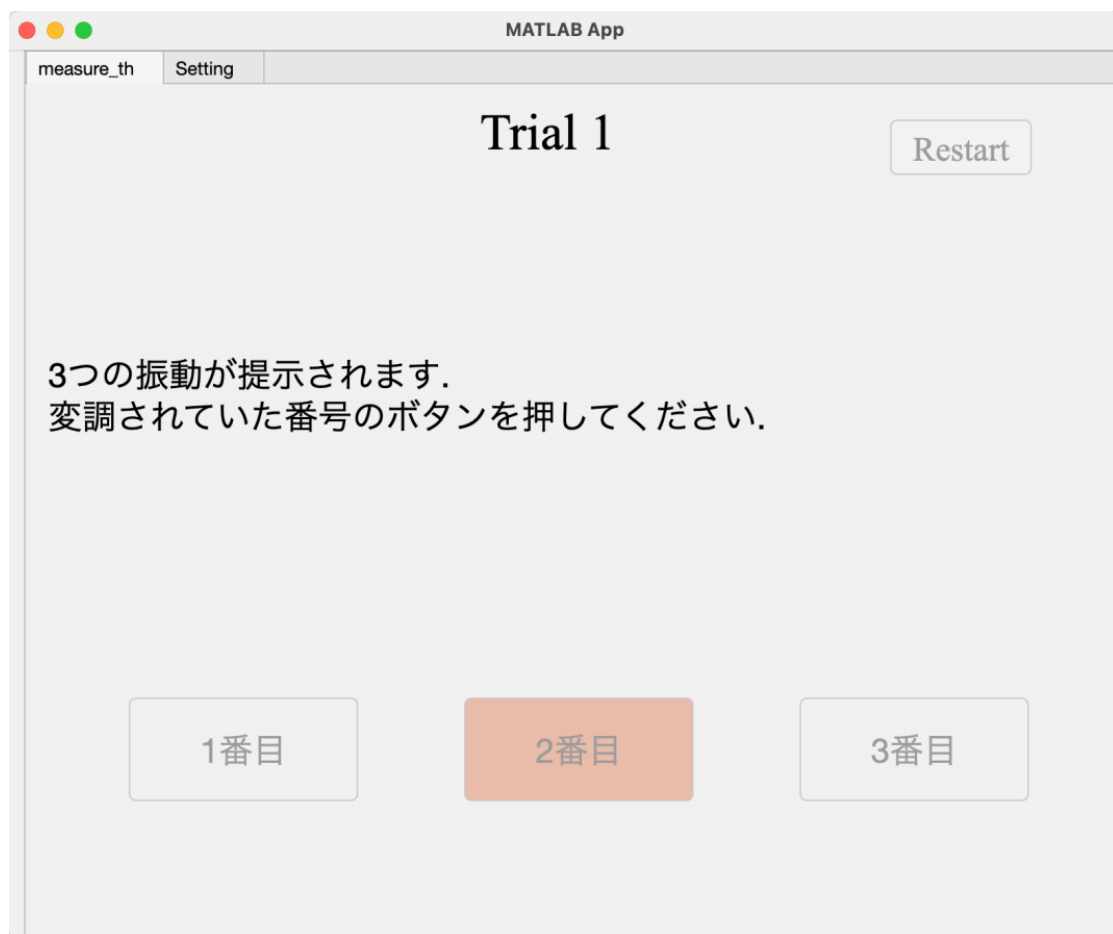 MATLAB App
measure_th
Setting
Trial 1
Restart
3つの振動が提示されます.
変調されていた番号のボタンを押してください.
1番目
2番目
3番目